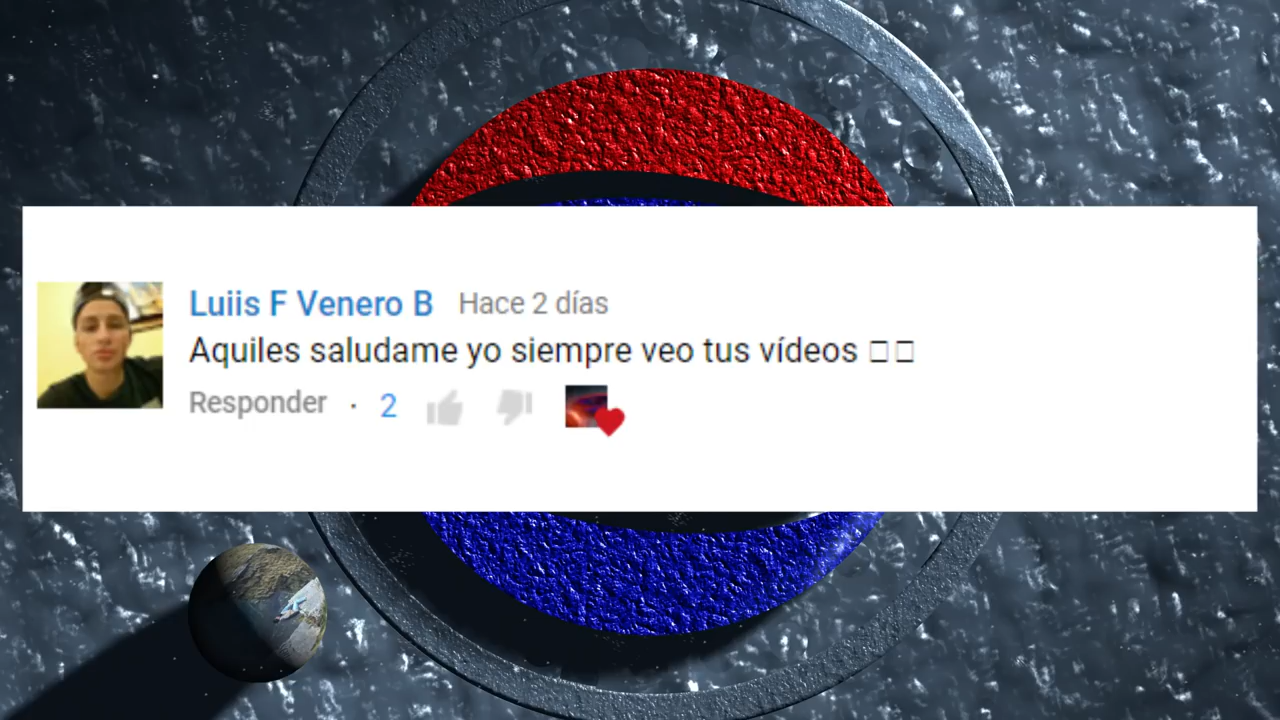 Luiis F Venero B Hace 2 días
Aquiles saludame yo siempre veo tus vídeos □□
Responder · 2